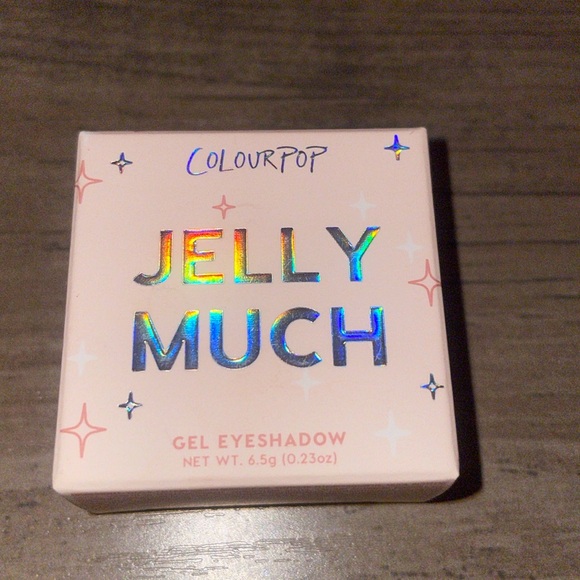 COLOURPOP
JELLY
MUCH
GEL EYESHADOW
NET WT. 6.5g (0.23oz)